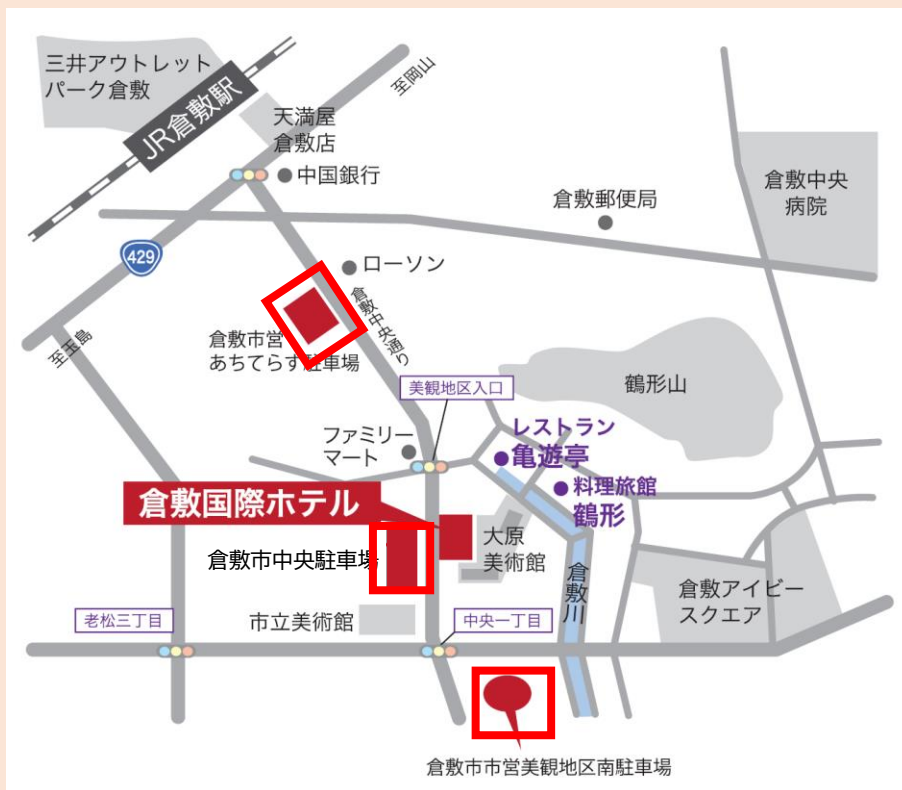 三井アウトレット
パーク倉敷
JR倉敷駅
至岡山
天満屋
倉敷店
中国銀行
倉敷郵便局
倉敷中央
病院
429
ローソン
倉敷中央通り
至玉島
倉敷市営
あちてらす駐車場
美観地区入口
鶴形山
ファミリー
マート
レストラン
亀遊亭
料理旅館
鶴形
倉敷国際ホテル
倉敷市中央駐車場
大原
美術館
倉敷川
倉敷アイビー
スクエア
老松三丁目
市立美術館
中央一丁目
倉敷市市営美観地区南駐車場